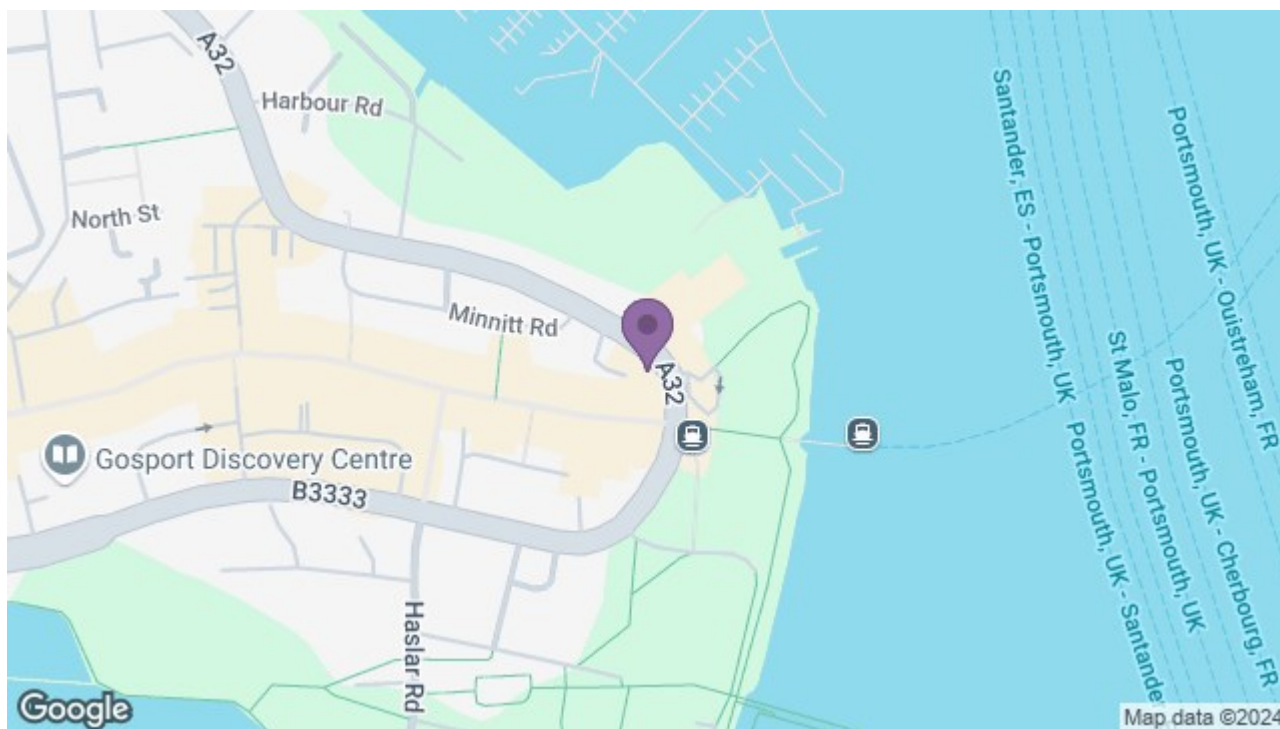 A32
Harbour Rd
North St
Minnitt Rd
A32
Gosport Discovery Centre
B3333
Haslar Rd
Santander, ES - Portsmouth, UK
Portsmouth, UK - Santander
St Malo, FR - Portsmouth, UK
Portsmouth, UK - Ouistreham, FR
Portsmouth, UK - Cherbourg, FR
Google
Map data ©2024